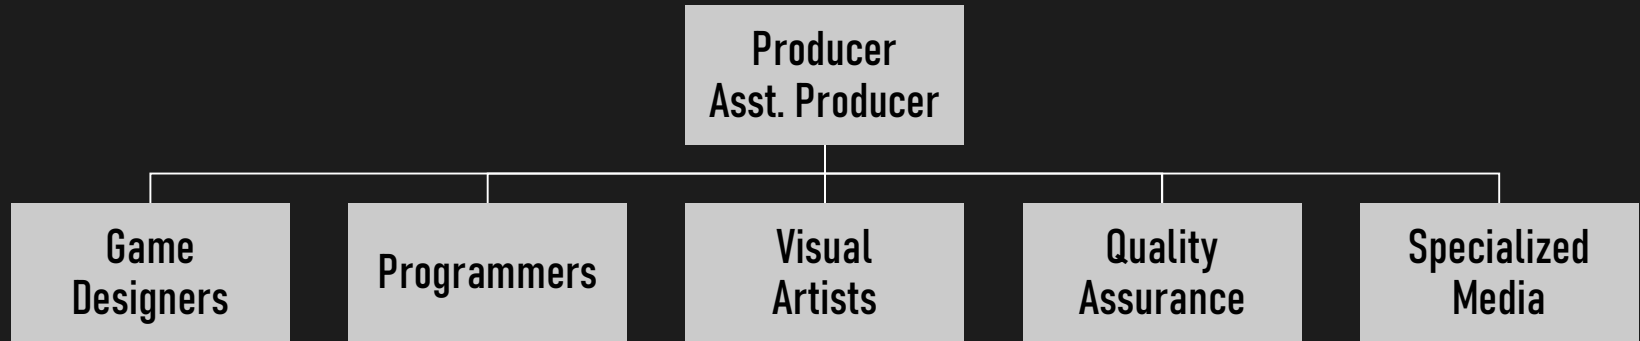 Producer
Asst. Producer
Game
Designers
Programmers
Visual
Artists
Quality
Assurance
Specialized
Media